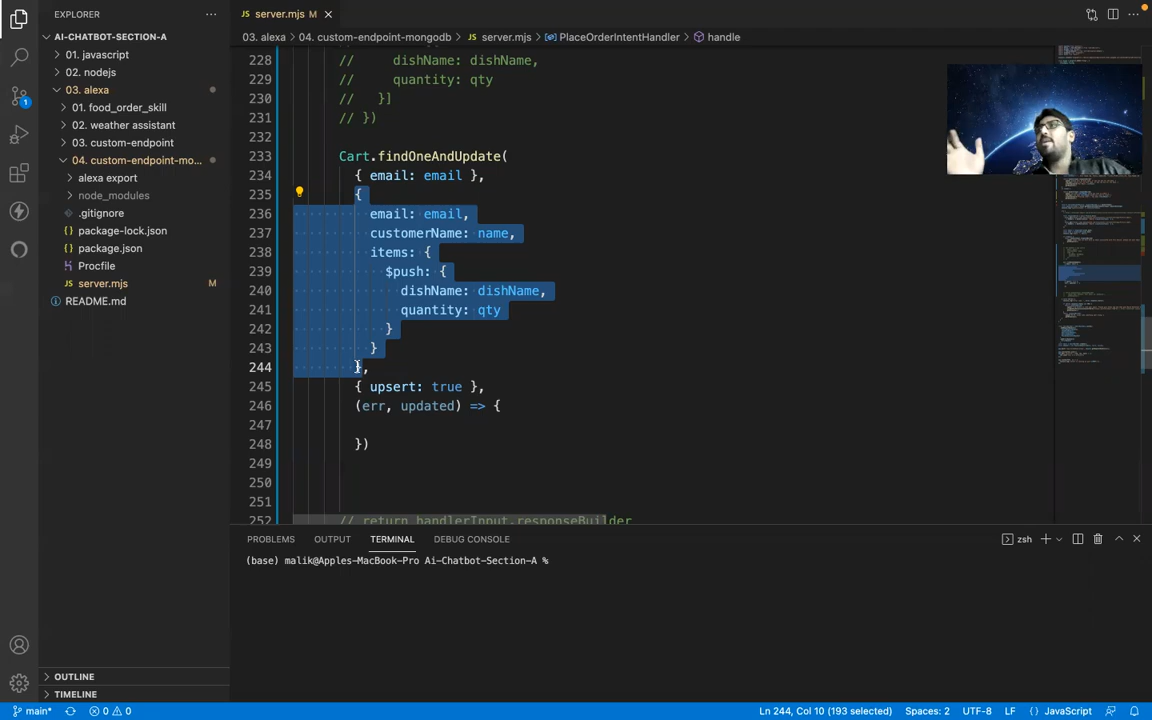 EXPLORER
server.mjs M
AI-CHATBOT-SECTION-A
01. javascript
02. nodejs
03. alexa
01. food_order_skill
02. weather assistant
03. custom-endpoint
04. custom-endpoint-mo...
alexa export
node_modules
.gitignore
package-lock.json
package.json
Procfile
server.mjs M
README.md
OUTLINE
TIMELINE
03. alexa > 04. custom-endpoint-mongodb > server.mjs > PlaceOrderIntentHandler > handle
228 // dishName: dishName,
229 // quantity: qty
230 // }]
231 // })
232
233 Cart.findOneAndUpdate(
234 { email: email },
235 {
236 email: email,
237 customerName: name,
238 items: {
239 $push: {
240 dishName: dishName,
241 quantity: qty
242 }
243 }
244 },
245 { upsert: true },
246 (err, updated) => {
247
248 })
249
250
251
252 // return handlerInput.responseBuilder
PROBLEMS OUTPUT TERMINAL DEBUG CONSOLE
zsh
(base) malik@Apples-MacBook-Pro Ai-Chatbot-Section-A %
1
main* 0 0 Ln 244, Col 10 (193 selected) Spaces: 2 UTF-8 LF {} JavaScript